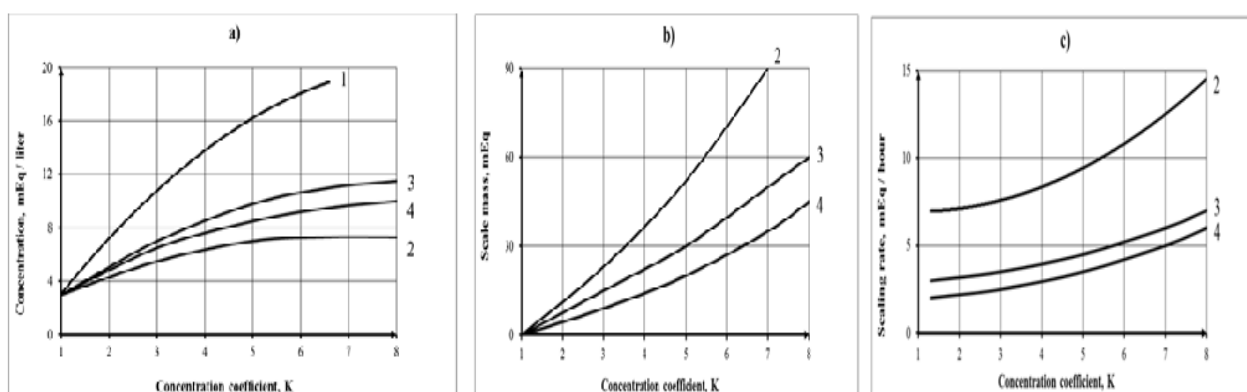 a)
20
16
12
8
4
0
Concentration, mEq / liter
1 2 3 4 5 6 7 8
Concentration coefficient, K
1
3
4
2
b)
90
60
30
0
Scale mass, mEq
1 2 3 4 5 6 7 8
Concentration coefficient, K
2
3
4
c)
15
10
5
0
Scaling rate, mEq / hour
1 2 3 4 5 6 7 8
Concentration coefficient, K
2
3
4